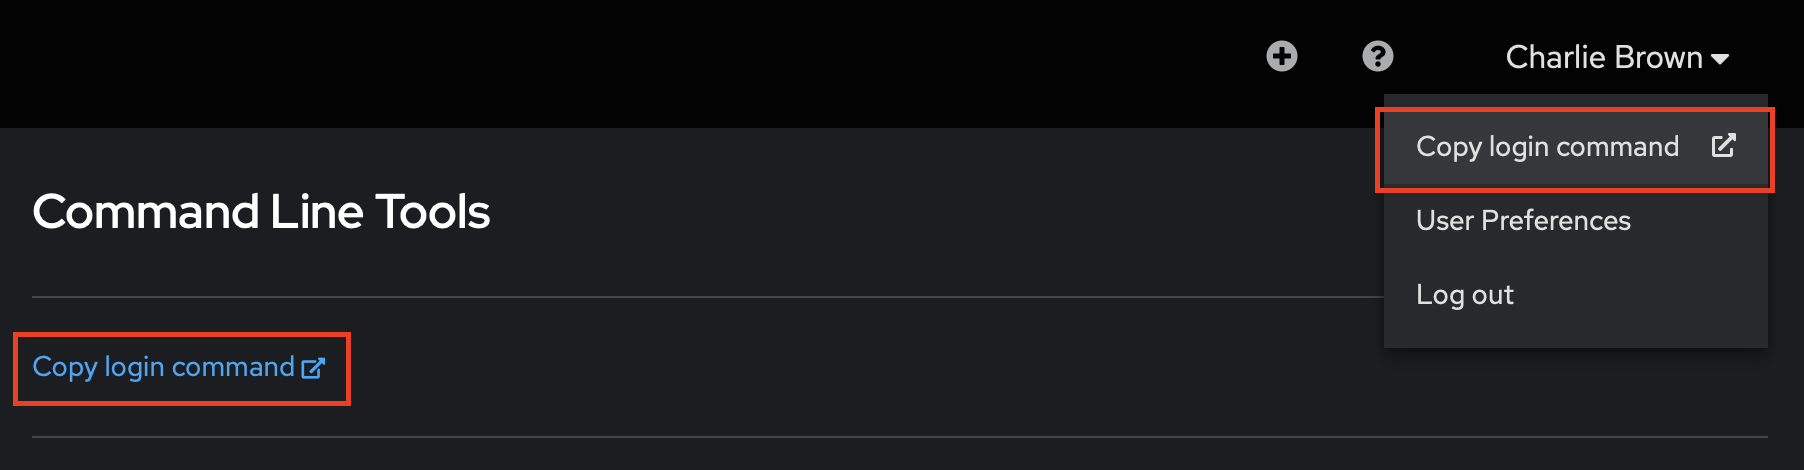 Charlie Brown
Copy login command
User Preferences
Log out
Command Line Tools
Copy login command